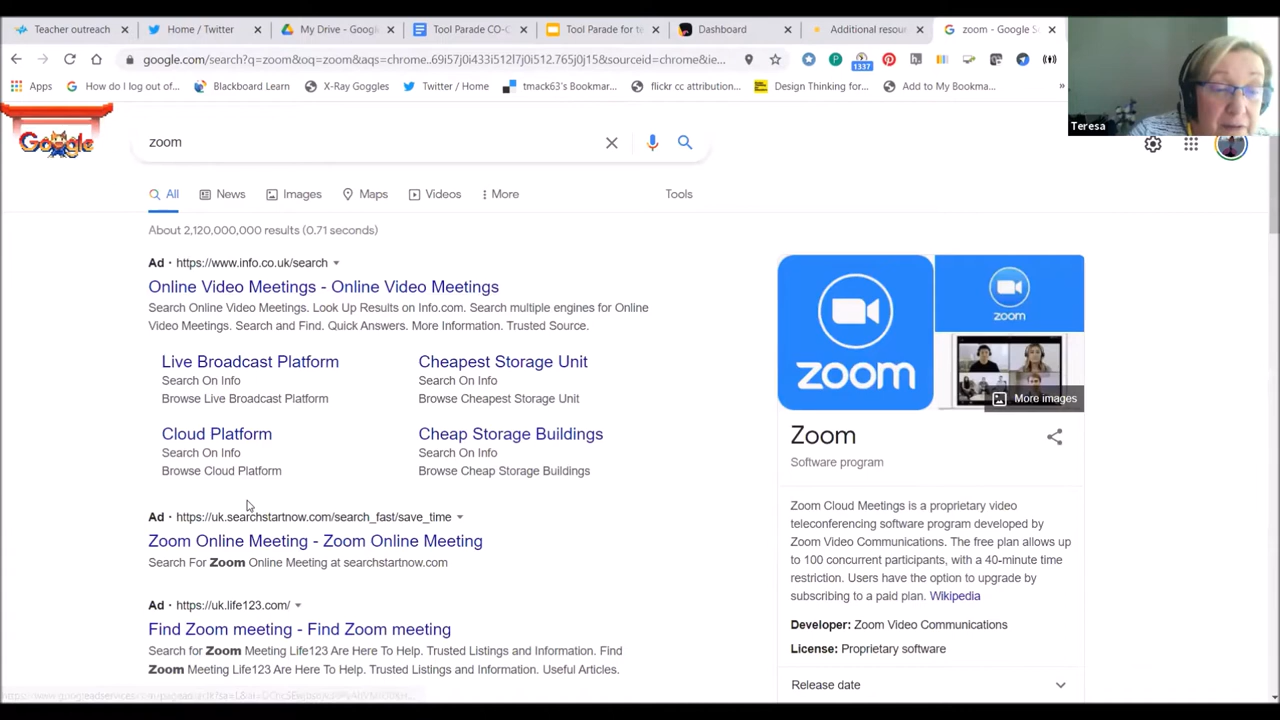 Teacher outreach
Home / Twitter
My Drive - Google
Tool Parade CO-C
Tool Parade for te
Dashboard
Additional resou
zoom - Google Se
google.com/search?q=zoom&oq=zoom&aqs=chrome..69i57j0i433i512l2j0i512.765j0j15&sourceid=chrome&ie...
1337
Apps
How do I log out of...
Blackboard Learn
X-Ray Goggles
Twitter / Home
tmack63's Bookmar...
flickr cc attribution...
Design Thinking for...
Add to My Bookma...
»
Teresa
Google
zoom
All
News
Images
Maps
Videos
More
Tools
About 2,120,000,000 results (0.71 seconds)
Ad · https://www.info.co.uk/search
Online Video Meetings - Online Video Meetings
Search Online Video Meetings. Look Up Results on Info.com. Search multiple engines for Online
Video Meetings. Search and Find. Quick Answers. More Information. Trusted Source.
Live Broadcast Platform
Search On Info
Browse Live Broadcast Platform
Cheapest Storage Unit
Search On Info
Browse Cheapest Storage Unit
Cloud Platform
Search On Info
Browse Cloud Platform
Cheap Storage Buildings
Search On Info
Browse Cheap Storage Buildings
Ad · https://uk.searchstartnow.com/search_fast/save_time
Zoom Online Meeting - Zoom Online Meeting
Search For Zoom Online Meeting at searchstartnow.com
Ad · https://uk.life123.com/
Find Zoom meeting - Find Zoom meeting
Search for Zoom Meeting Life123 Are Here To Help. Trusted Listings and Information. Find
Zoom Meeting Life123 Are Here To Help. Trusted Listings and Information. Useful Articles.
zoom
zoom
More images
Zoom
Software program
Zoom Cloud Meetings is a proprietary video
teleconferencing software program developed by
Zoom Video Communications. The free plan allows up
to 100 concurrent participants, with a 40-minute time
restriction. Users have the option to upgrade by
subscribing to a paid plan. Wikipedia
Developer: Zoom Video Communications
License: Proprietary software
Release date